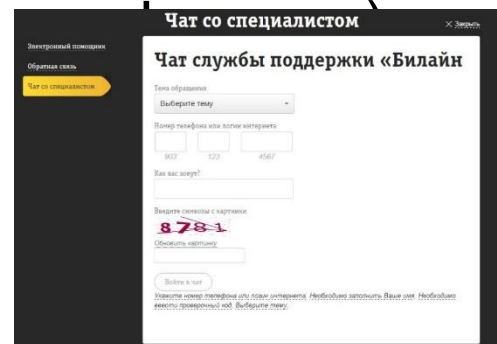 Чат со специалистом
Закрыть
Электронный помощник
Обратная связь
Чат со специалистом
Чат службы поддержки «Билайн
Тема обращения
Выберите тему
Номер телефона или логин интернета
903 123 4567
Как вас зовут?
Введите символы с картинки
8781
Обновить картинку
Войти в чат
Укажите номер телефона или логин интернета. Необходимо заполнить Ваше имя. Необходимо
ввести проверочный код. Выберите тему.